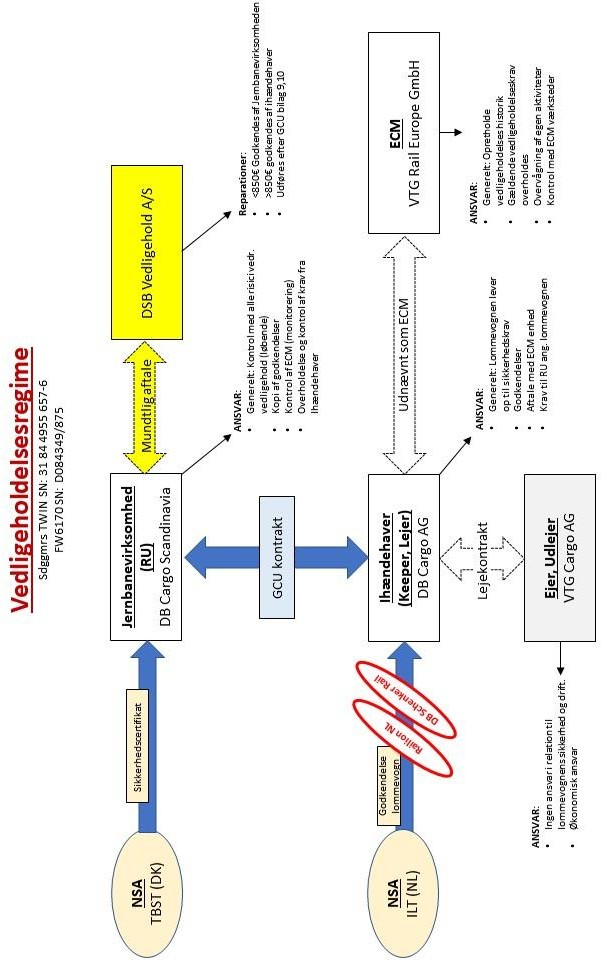 Vedligeholdelsesregime
Sdggmrs TWIN SN: 31 84 4955 657-6
FW6170 SN: D084349/875
NSA
TBST (DK)
Sikkerhedscertifikat
Jernbanevirksomhed
(RU)
DB Cargo Scandinavia
Mundtlig aftale
DSB Vedligehold A/S
ANSVAR:
• Generelt: Kontrol med alle risici vedr.
vedligehold (løbende)
• Kopi af godkendelser
• Kontrol af ECM (monitorering)
• Overholdelse og kontrol af krav fra
Ihændehaver
Reparationer:
• <850€ Godkendes af Jernbanevirksomheden
• >850€ godkendes af Ihændehaver
• Udføres efter GCU bilag 9,10
GCU kontrakt
NSA
ILT (NL)
Godkendelse
lommevogn
Railion NL
DB Schenker Rail
Ihændehaver
(Keeper, Lejer)
DB Cargo AG
Udnævnt som ECM
ECM
VTG Rail Europe GmbH
ANSVAR:
• Generelt: Lommevognen lever
op til sikkerhedskrav
• Godkendelser
• Aftale med ECM enhed
• Krav til RU ang. lommevognen
ANSVAR:
• Generelt: Opretholde
vedligeholdelses historik
• Gældende vedligeholdelseskrav
overholdes
• Overvågning af egen aktiviteter
• Kontrol med ECM værksteder
Lejekontrakt
Ejer, Udlejer
VTG Cargo AG
ANSVAR:
• Ingen ansvar i relation til
lommevognens sikkerhed og drift.
• Økonomisk ansvar